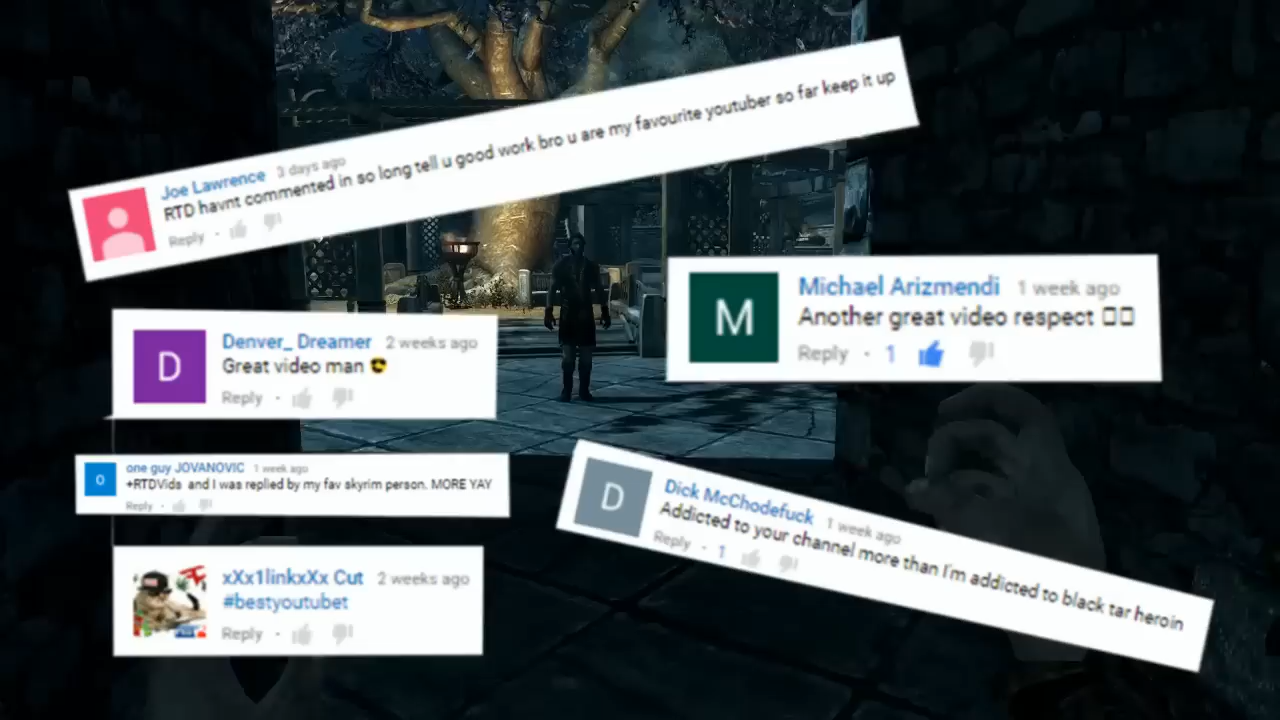 Joe Lawrence 3 days ago
RTD havnt commented in so long tell u good work bro u are my favourite youtuber so far keep it up
Reply
M
Michael Arizmendi 1 week ago
Another great video respect
Reply · 1
D
Denver_ Dreamer 2 weeks ago
Great video man 😎
Reply
O
one guy JOVANOVIC 1 week ago
+RTDVids and I was replied by my fav skyrim person. MORE YAY
Reply
D
Dick McChodefuck 1 week ago
Addicted to your channel more than I'm addicted to black tar heroin
Reply · 1
xXx1linkxXx Cut 2 weeks ago
#bestyoutubet
Reply